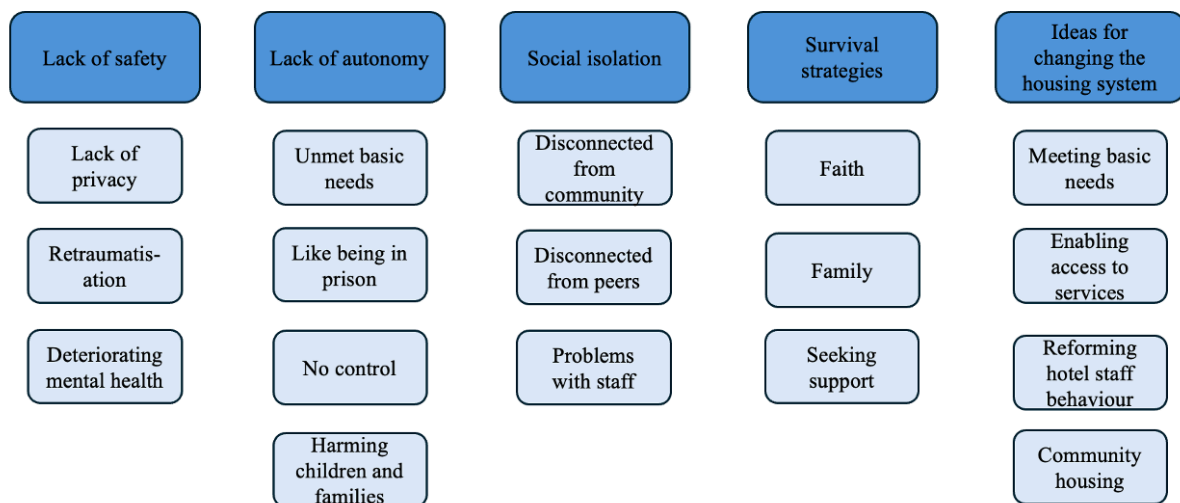 Lack of safety
Lack of autonomy
Social isolation
Survival
strategies
Ideas for
changing the
housing system
Lack of
privacy
Unmet basic
needs
Disconnected
from
community
Faith
Meeting basic
needs
Retraumatis-
ation
Like being in
prison
Disconnected
from peers
Family
Enabling
access to
services
Deteriorating
mental health
No control
Problems
with staff
Seeking
support
Reforming
hotel staff
behaviour
Harming
children and
families
Community
housing